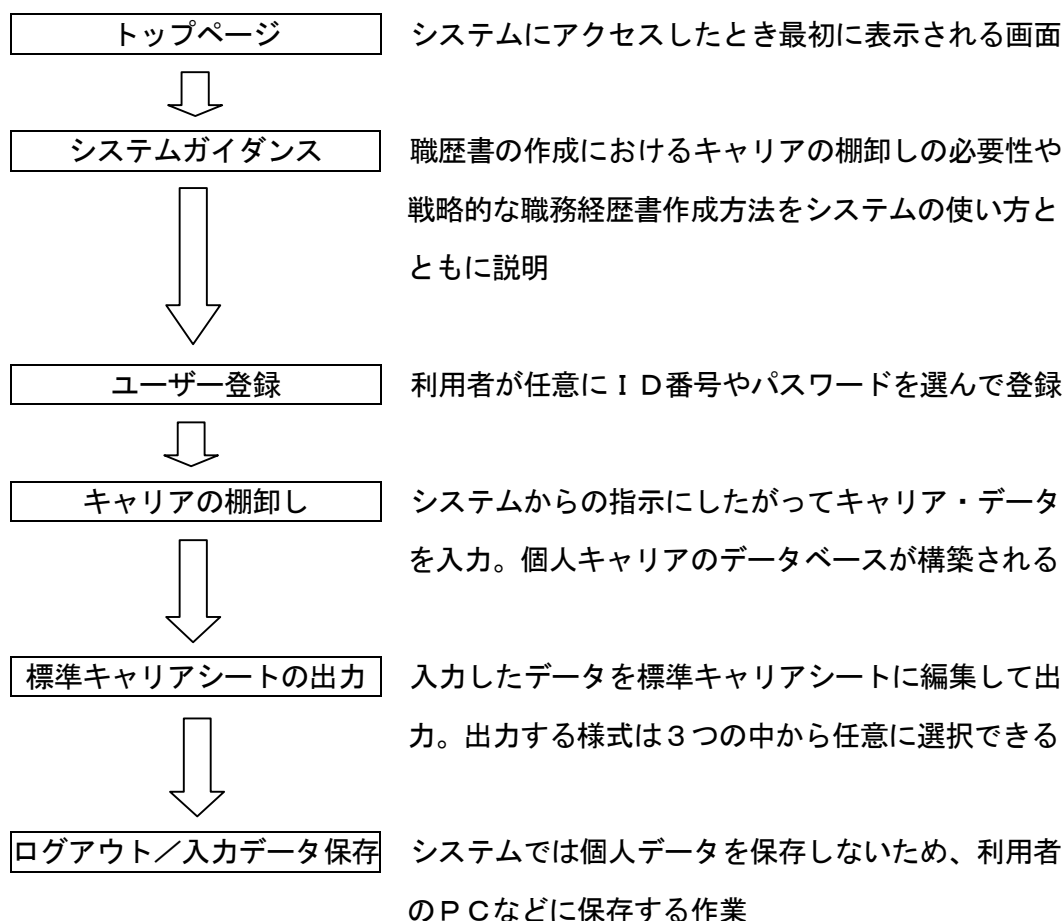 トップページ
システムにアクセスしたとき最初に表示される画面
システムガイダンス
職歴書の作成におけるキャリアの棚卸しの必要性や
戦略的な職務経歴書作成方法をシステムの使い方と
ともに説明
ユーザー登録
利用者が任意にＩＤ番号やパスワードを選んで登録
キャリアの棚卸し
システムからの指示にしたがってキャリア・データ
を入力。個人キャリアのデータベースが構築される
標準キャリアシートの出力
入力したデータを標準キャリアシートに編集して出
力。出力する様式は３つの中から任意に選択できる
ログアウト／入力データ保存
システムでは個人データを保存しないため、利用者
のＰＣなどに保存する作業